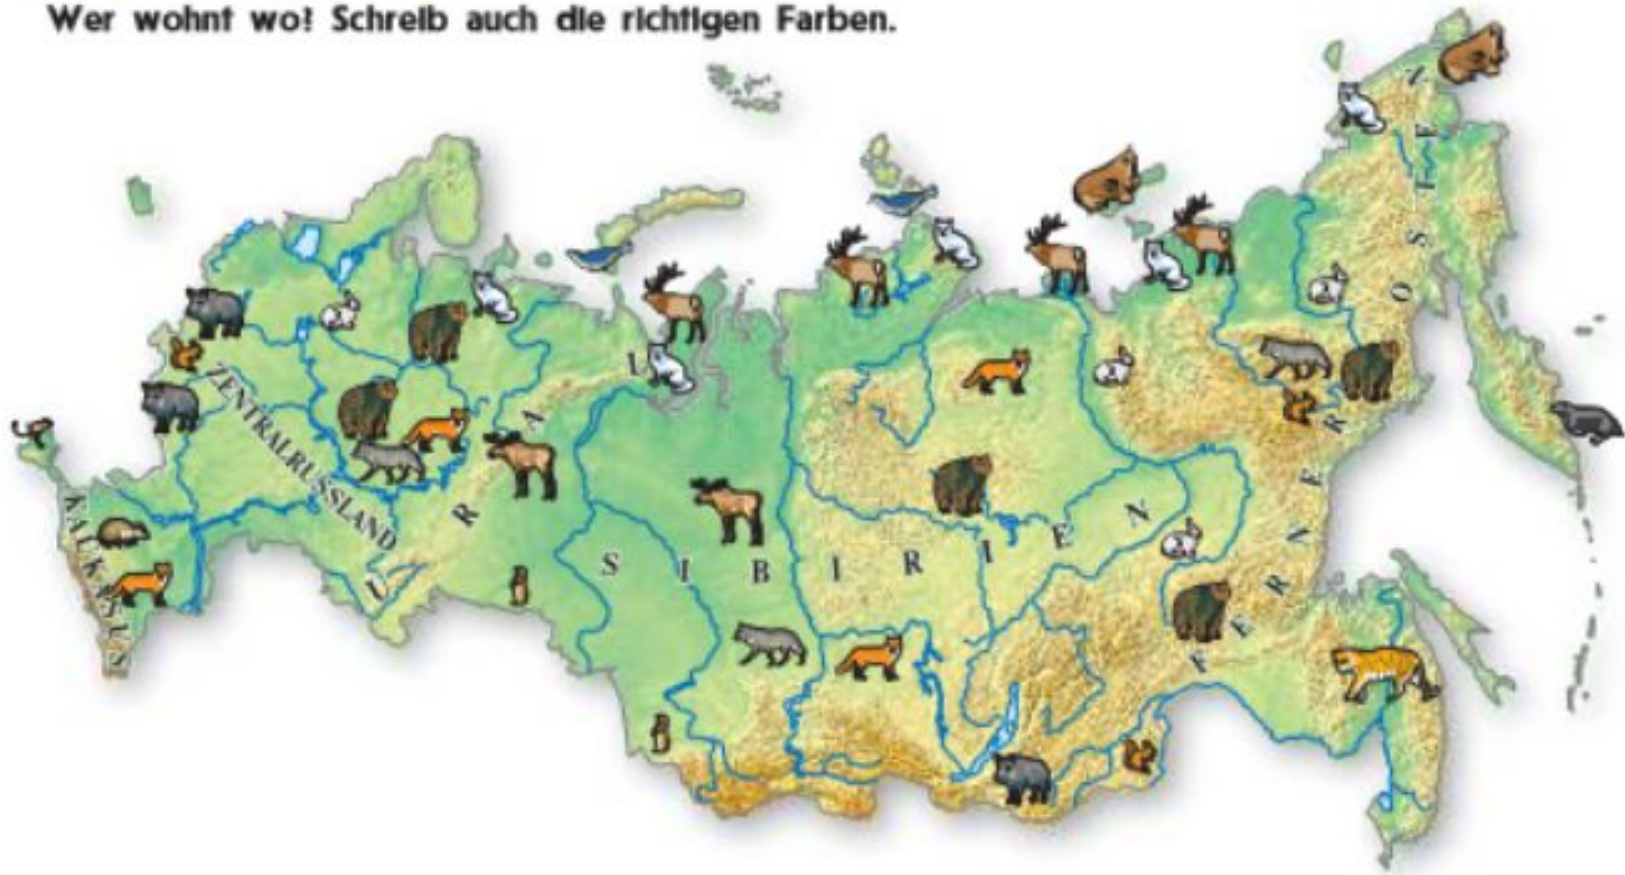 Wer wohnt wo? Schreib auch die richtigen Farben.
ZENTRALRUSSLAND
KAUKASUS
URAL
SIBIRIEN
FERNER OSTEN